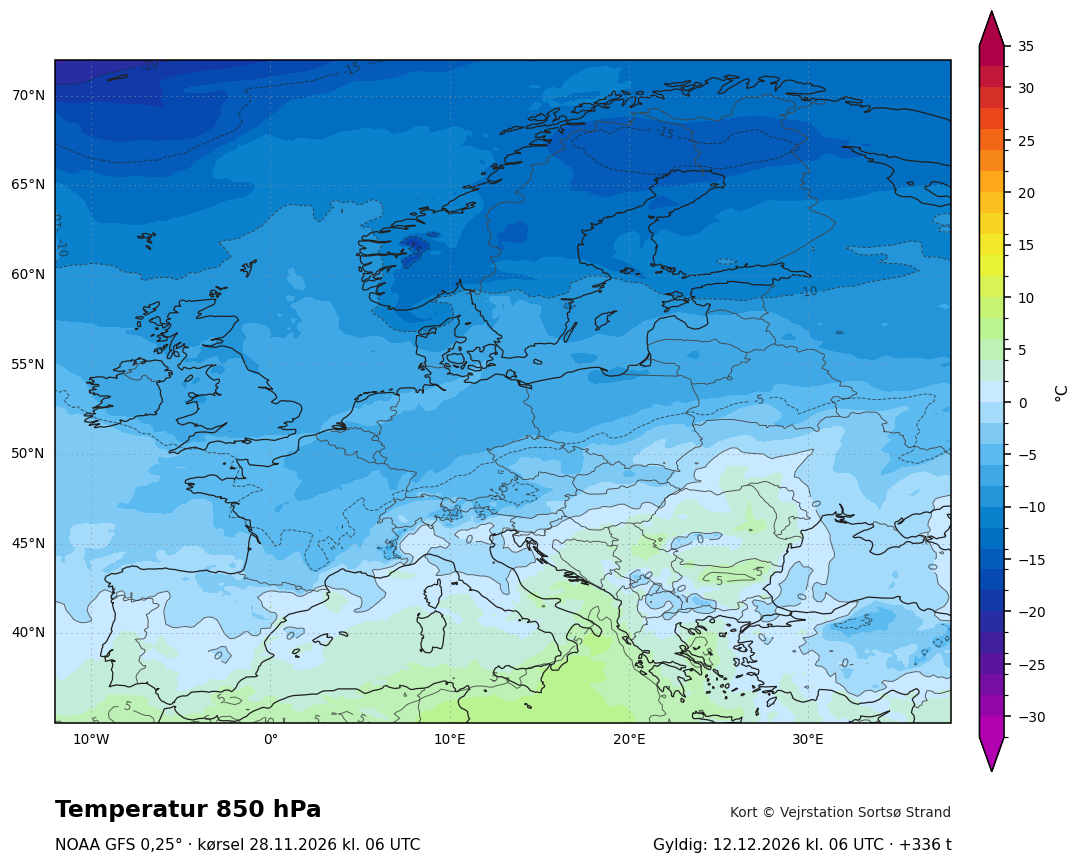 70°N
65°N
60°N
55°N
50°N
45°N
40°N
10°W
0°
10°E
20°E
30°E
35
30
25
20
15
10
5
0
−5
−10
−15
−20
−25
−30
°C
Temperatur 850 hPa
Kort © Vejrstation Sortsø Strand
NOAA GFS 0,25° · kørsel 28.11.2026 kl. 06 UTC
Gyldig: 12.12.2026 kl. 06 UTC · +336 t